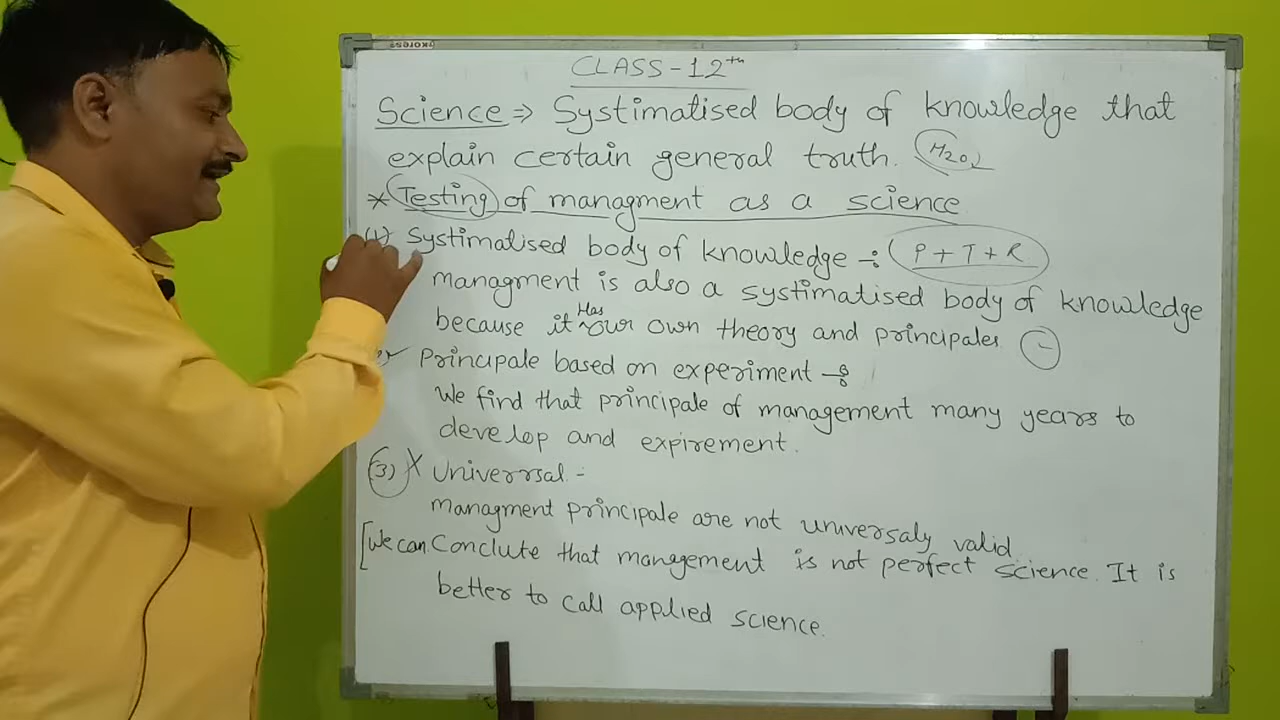 CLASS-12th
Science ⇒ Systimatised body of knowledge that
explain certain general truth. H2O
* Testing of managment as a science
(1) Systimatised body of knowledge -: P+T+R
managment is also a systimatised body of knowledge
because it Has our own theory and principales
Principale based on experiment -:
We find that principale of management many years to
develop and expirement.
(3) X Universal :-
managment principale are not universaly valid
[We can Conclute that management is not perfect science. It is
better to call applied science.